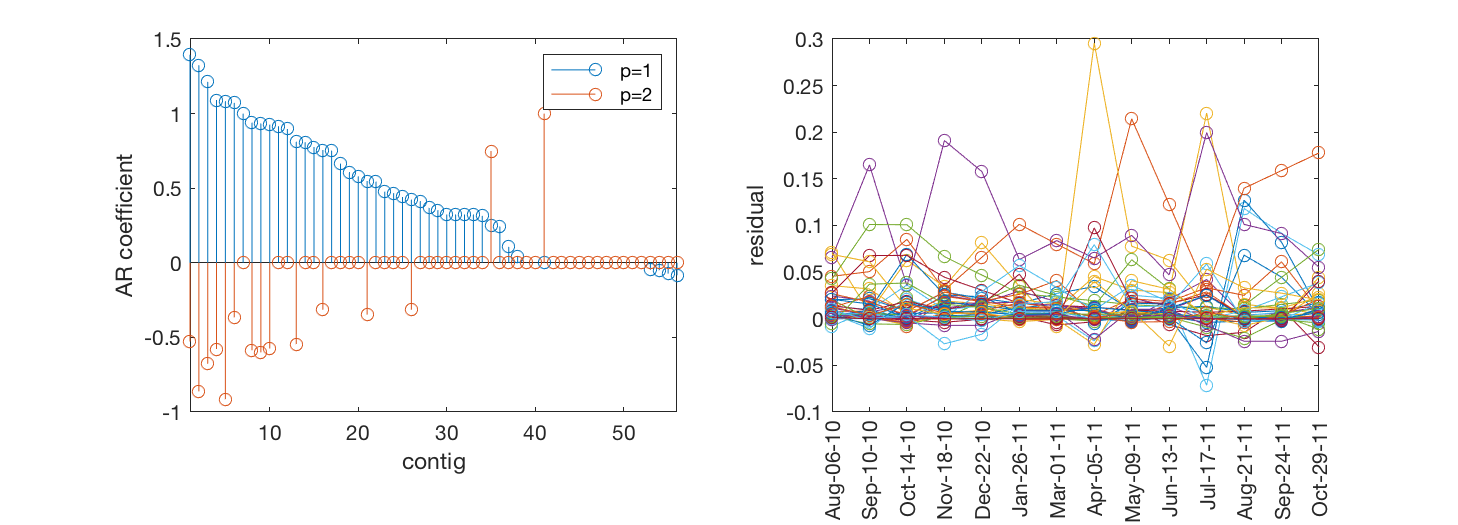 1.5
1
0.5
0
-0.5
-1
AR coefficient
10
20
30
40
50
contig
p=1
p=2
0.3
0.25
0.2
0.15
0.1
0.05
0
-0.05
-0.1
residual
Aug-06-10
Sep-10-10
Oct-14-10
Nov-18-10
Dec-22-10
Jan-26-11
Mar-01-11
Apr-05-11
May-09-11
Jun-13-11
Jul-17-11
Aug-21-11
Sep-24-11
Oct-29-11